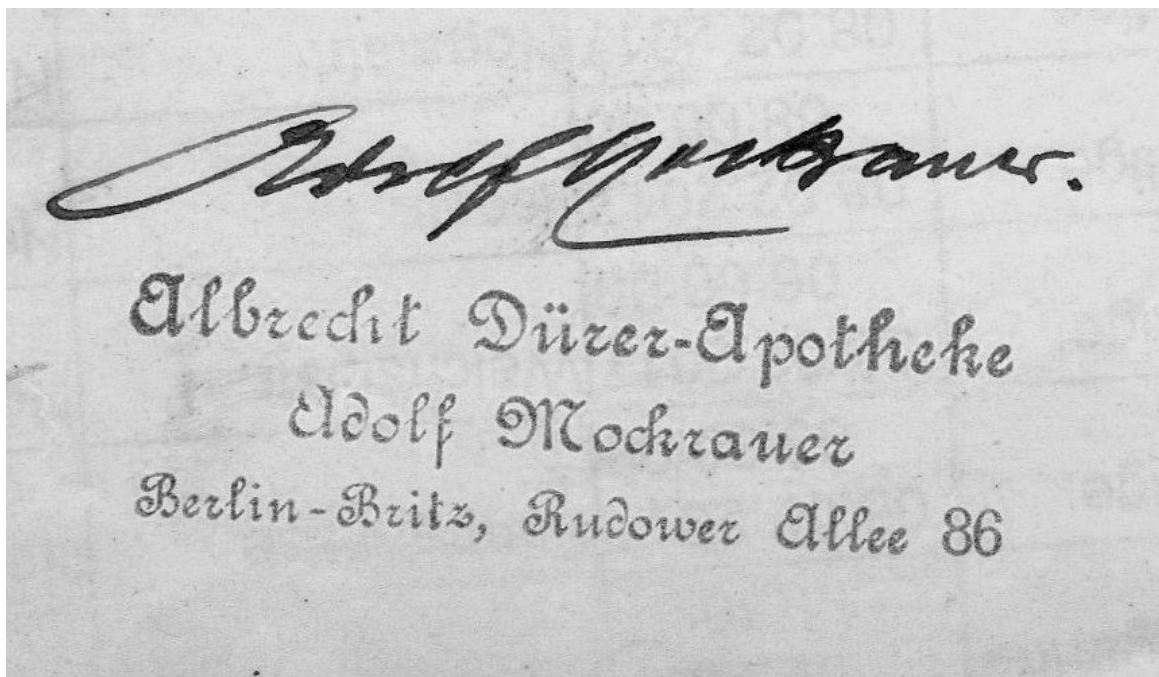 Adolf Mockrauer.
Albrecht Dürer-Apotheke
Adolf Mockrauer
Berlin-Britz, Rudower Allee 86